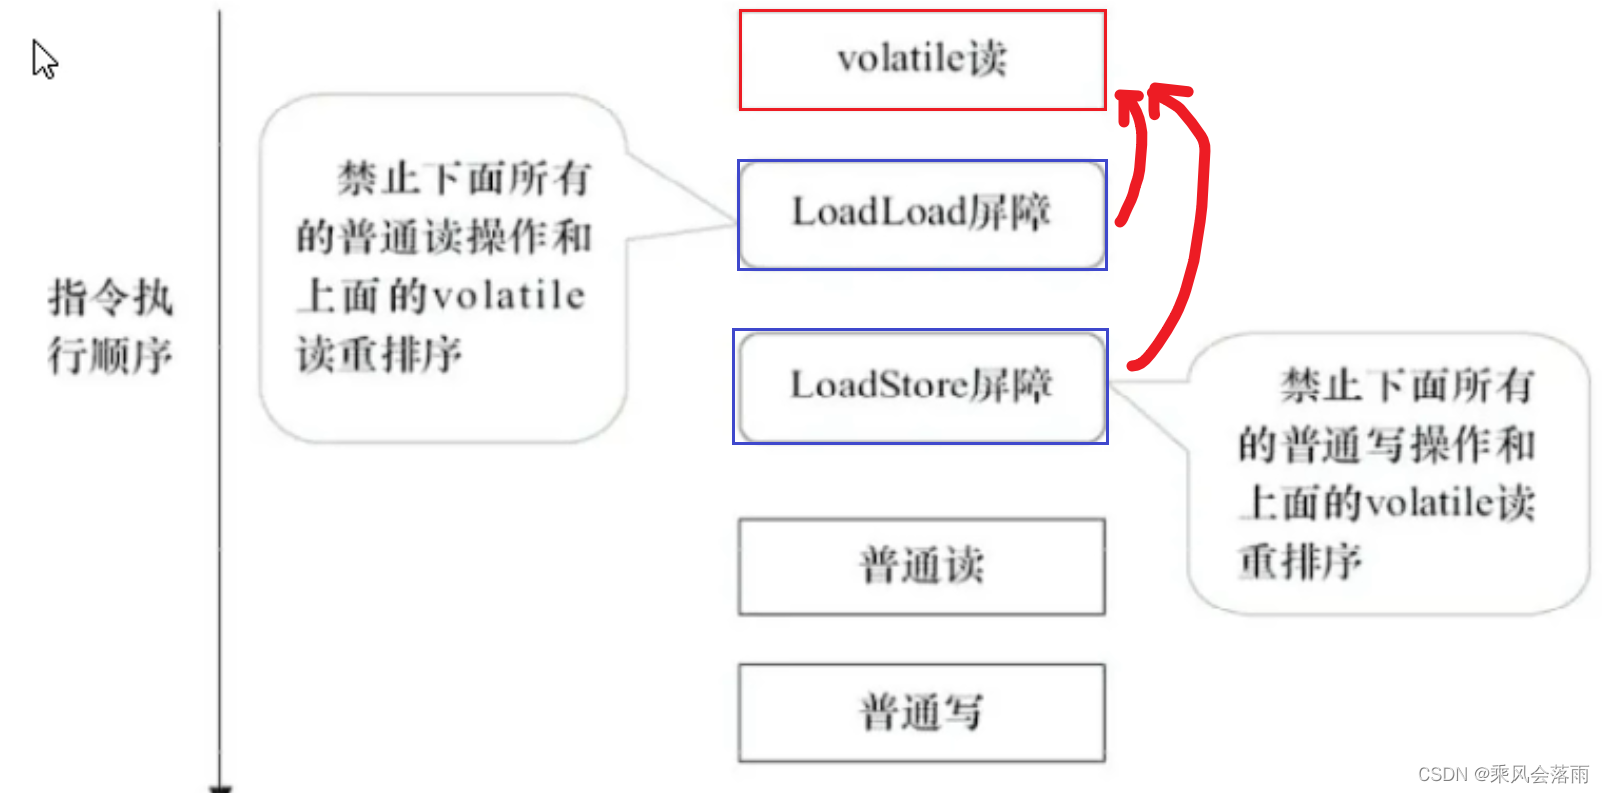 volatile读
禁止下面所有
的普通读操作和
上面的volatile
读重排序
LoadLoad屏障
指令执
行顺序
LoadStore屏障
禁止下面所有
的普通写操作和
上面的volatile读
重排序
普通读
普通写
CSDN @乘风会落雨